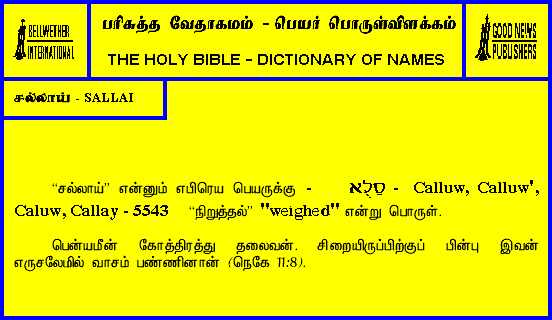 BELLWETHER
INTERNATIONAL
பரிசுத்த வேதாகமம் - பெயர் பொருள்விளக்கம்
THE HOLY BIBLE - DICTIONARY OF NAMES
GOOD NEWS
PUBLISHERS
சல்லாய் - SALLAI
“சல்லாய்” என்னும் எபிரெய பெயருக்கு - סַלֻּא - Calluw, Calluw',
Caluw, Callay - 5543 “நிறுத்தல்” "weighed" என்று பொருள்.
பென்யமீன் கோத்திரத்து தலைவன். சிறையிருப்பிற்குப் பின்பு இவன்
எருசலேமில் வாசம் பண்ணினான் (நெகே 11:8).